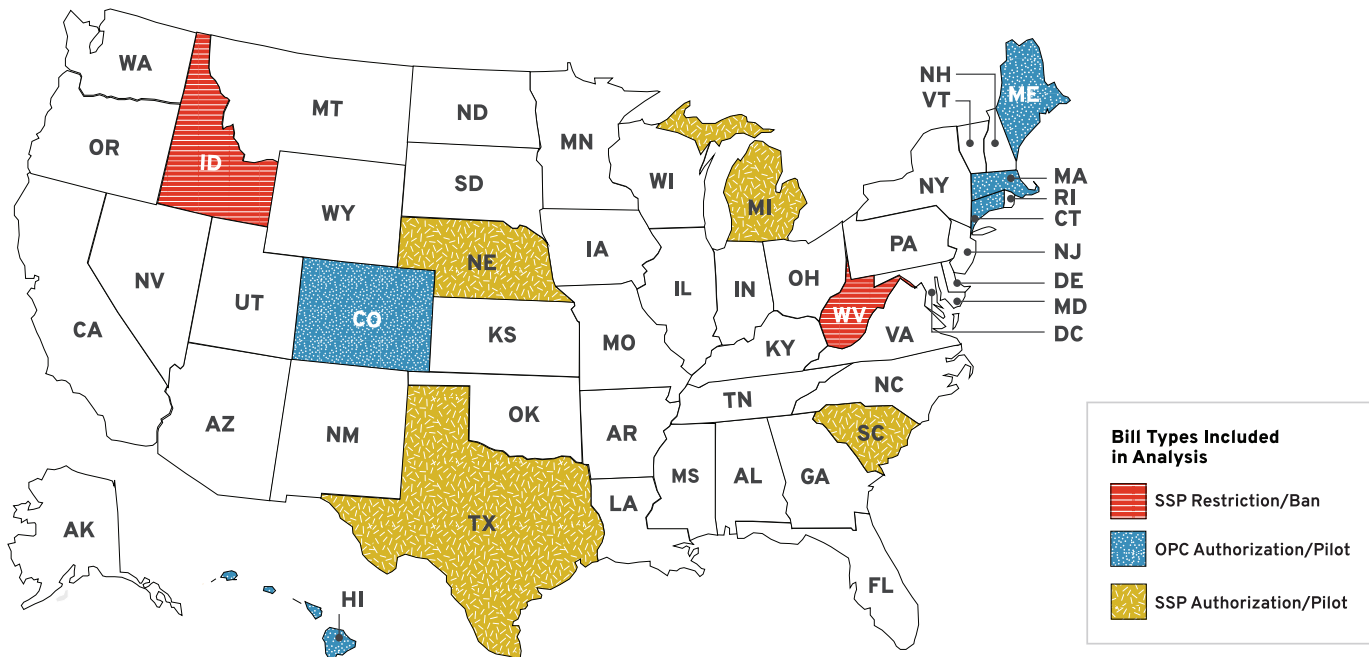 WA
MT
ND
MN
OR
ID
SD
WI
WY
MI
NY
NH
VT
ME
MA
RI
CT
NJ
DE
MD
DC
PA
NV
UT
CO
NE
IA
IL
IN
OH
WV
VA
CA
KS
MO
KY
NC
TN
AZ
NM
OK
AR
SC
MS
AL
GA
LA
TX
FL
AK
HI
Bill Types Included
in Analysis
SSP Restriction/Ban
OPC Authorization/Pilot
SSP Authorization/Pilot